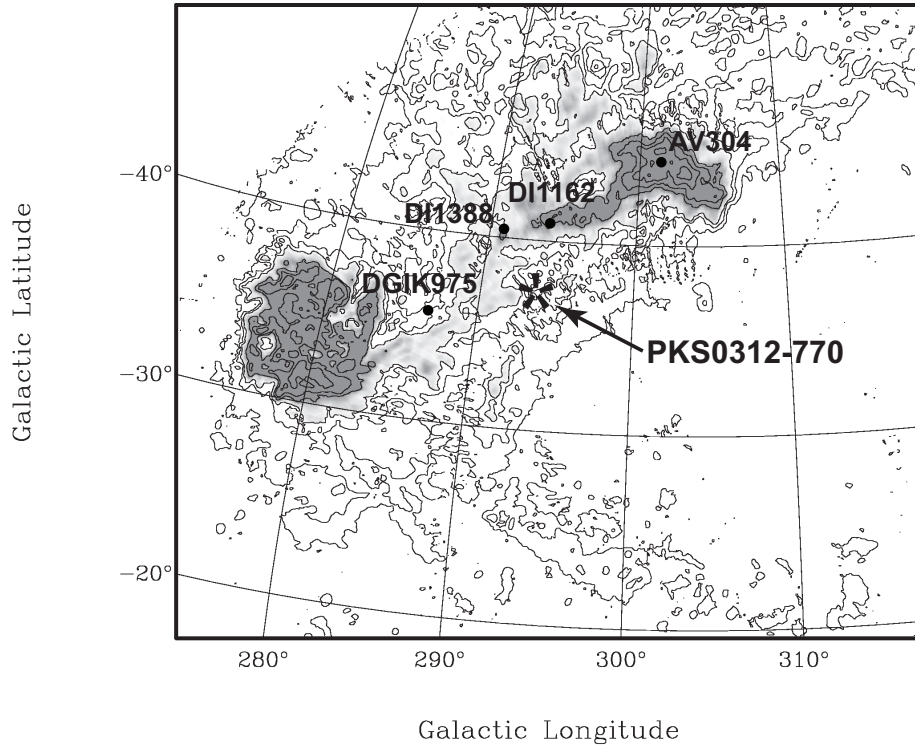 AV304
−40°
DI1162
DI1388
DGIK975
PKS0312-770
−30°
−20°
280°
290°
300°
310°
Galactic Latitude
Galactic Longitude